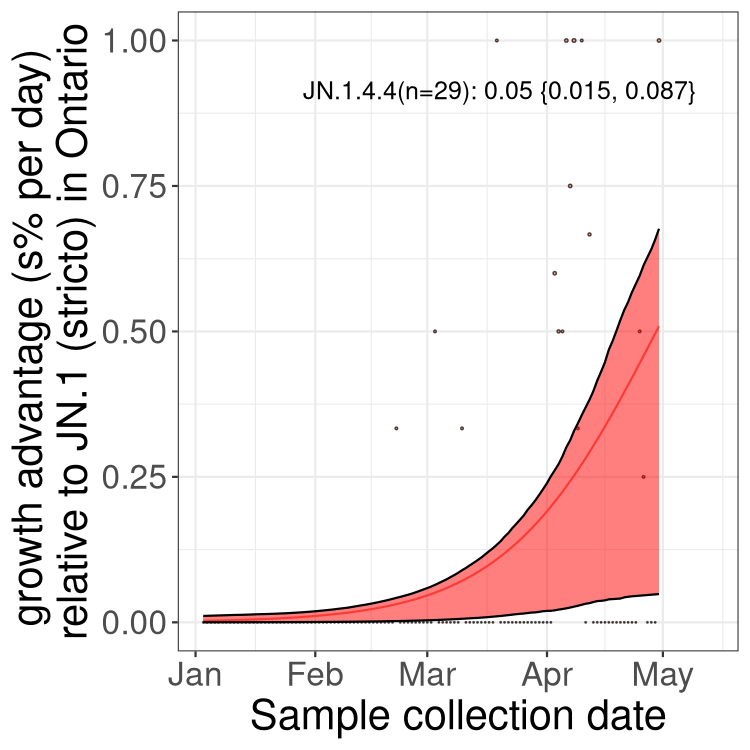 growth advantage (s% per day)
relative to JN.1 (stricto) in Ontario
1.00
0.75
0.50
0.25
0.00
JN.1.4.4(n=29): 0.05 {0.015, 0.087}
Jan Feb Mar Apr May
Sample collection date